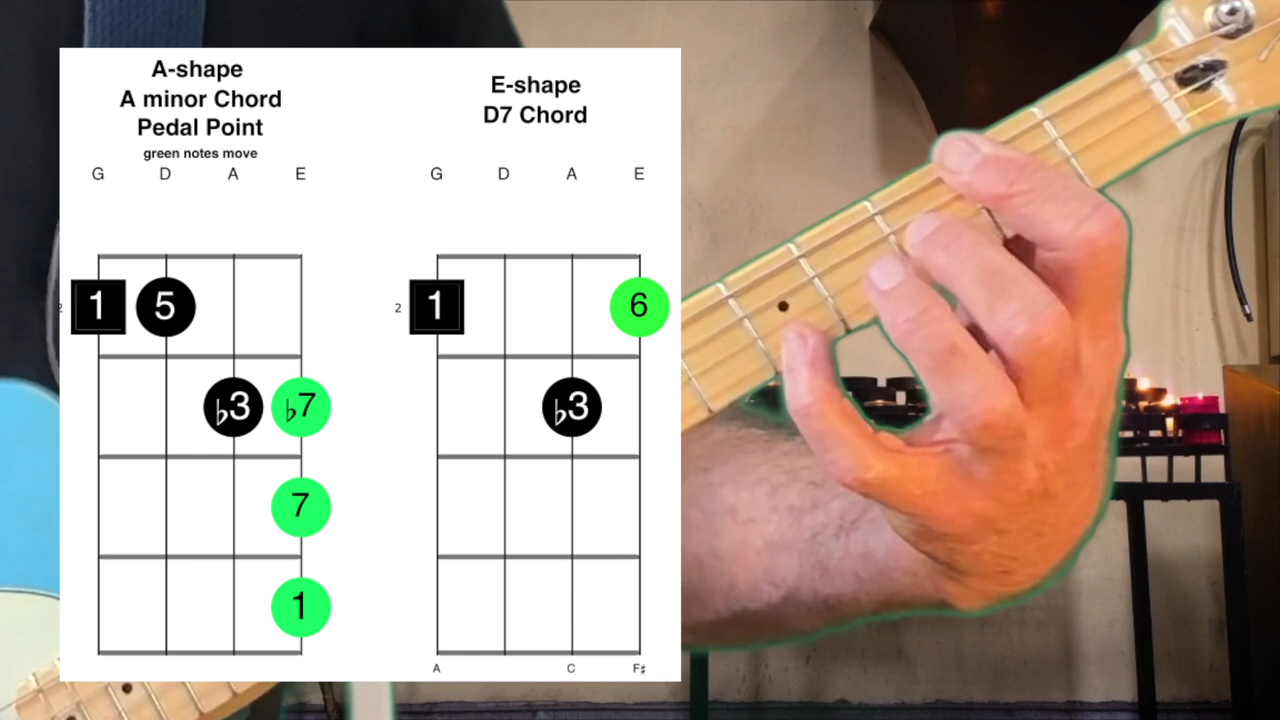 A-shape
A minor Chord
Pedal Point
green notes move
G D A E
2 1 5
♭3 ♭7
7
1
E-shape
D7 Chord
G D A E
2 1 6
♭3
A C F♯